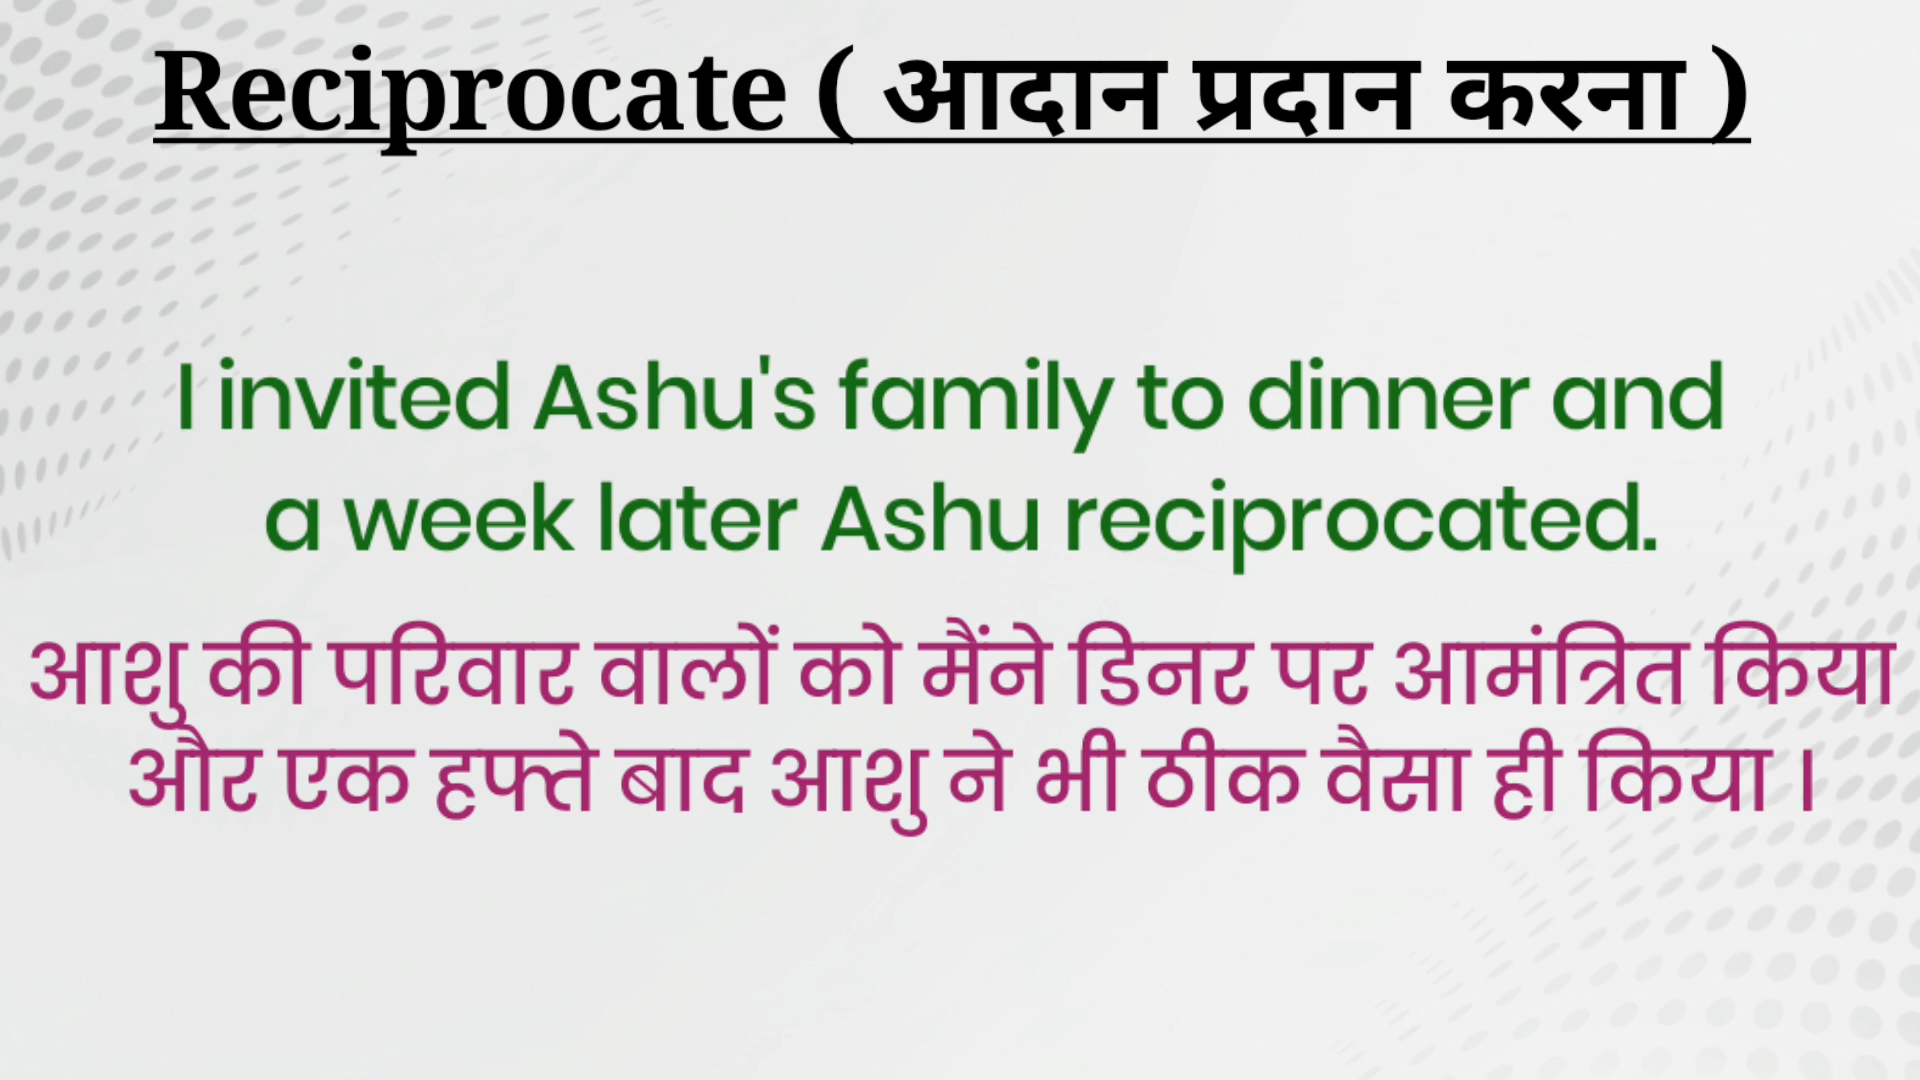 Reciprocate ( आदान प्रदान करना )
I invited Ashu's family to dinner and
a week later Ashu reciprocated.
आशु की परिवार वालों को मैंने डिनर पर आमंत्रित किया
और एक हफ्ते बाद आशु ने भी ठीक वैसा ही किया ।